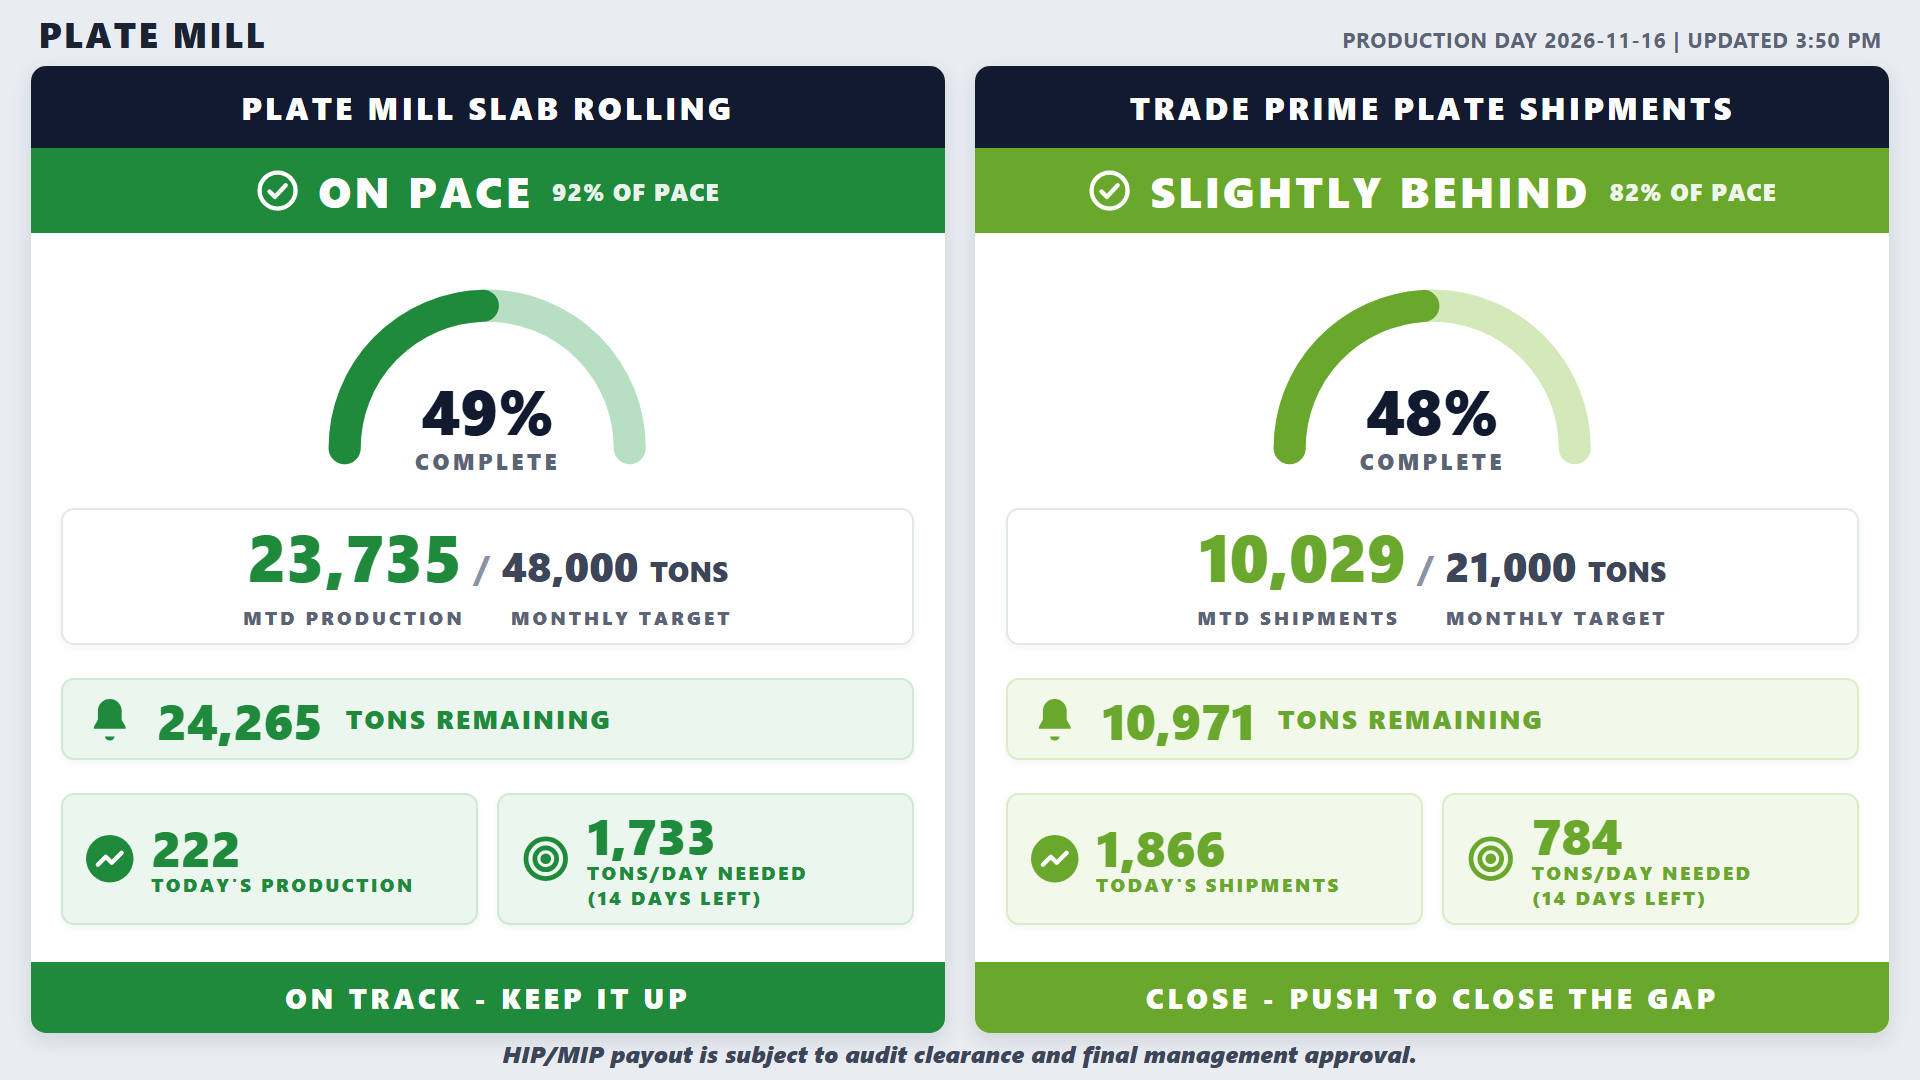 PLATE MILL
PRODUCTION DAY 2026-11-16 | UPDATED 3:50 PM
PLATE MILL SLAB ROLLING
ON PACE 92% OF PACE
49%
COMPLETE
23,735 / 48,000 TONS
MTD PRODUCTION MONTHLY TARGET
24,265 TONS REMAINING
222
TODAY'S PRODUCTION
1,733
TONS/DAY NEEDED
(14 DAYS LEFT)
ON TRACK - KEEP IT UP
TRADE PRIME PLATE SHIPMENTS
SLIGHTLY BEHIND 82% OF PACE
48%
COMPLETE
10,029 / 21,000 TONS
MTD SHIPMENTS MONTHLY TARGET
10,971 TONS REMAINING
1,866
TODAY'S SHIPMENTS
784
TONS/DAY NEEDED
(14 DAYS LEFT)
CLOSE - PUSH TO CLOSE THE GAP
HIP/MIP payout is subject to audit clearance and final management approval.